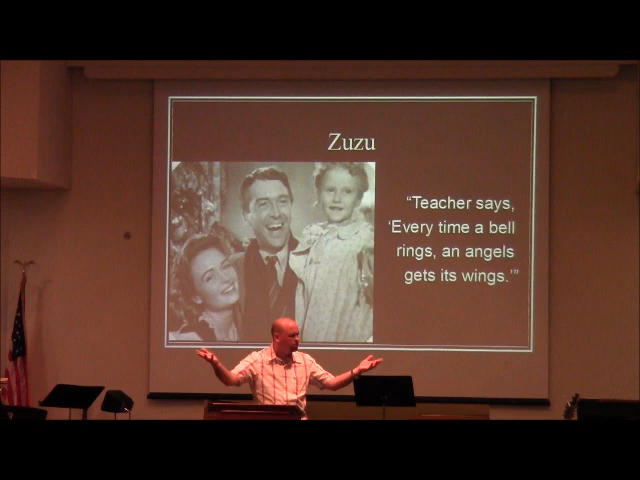 Zuzu
“Teacher says,
‘Every time a bell
rings, an angels
gets its wings.’”